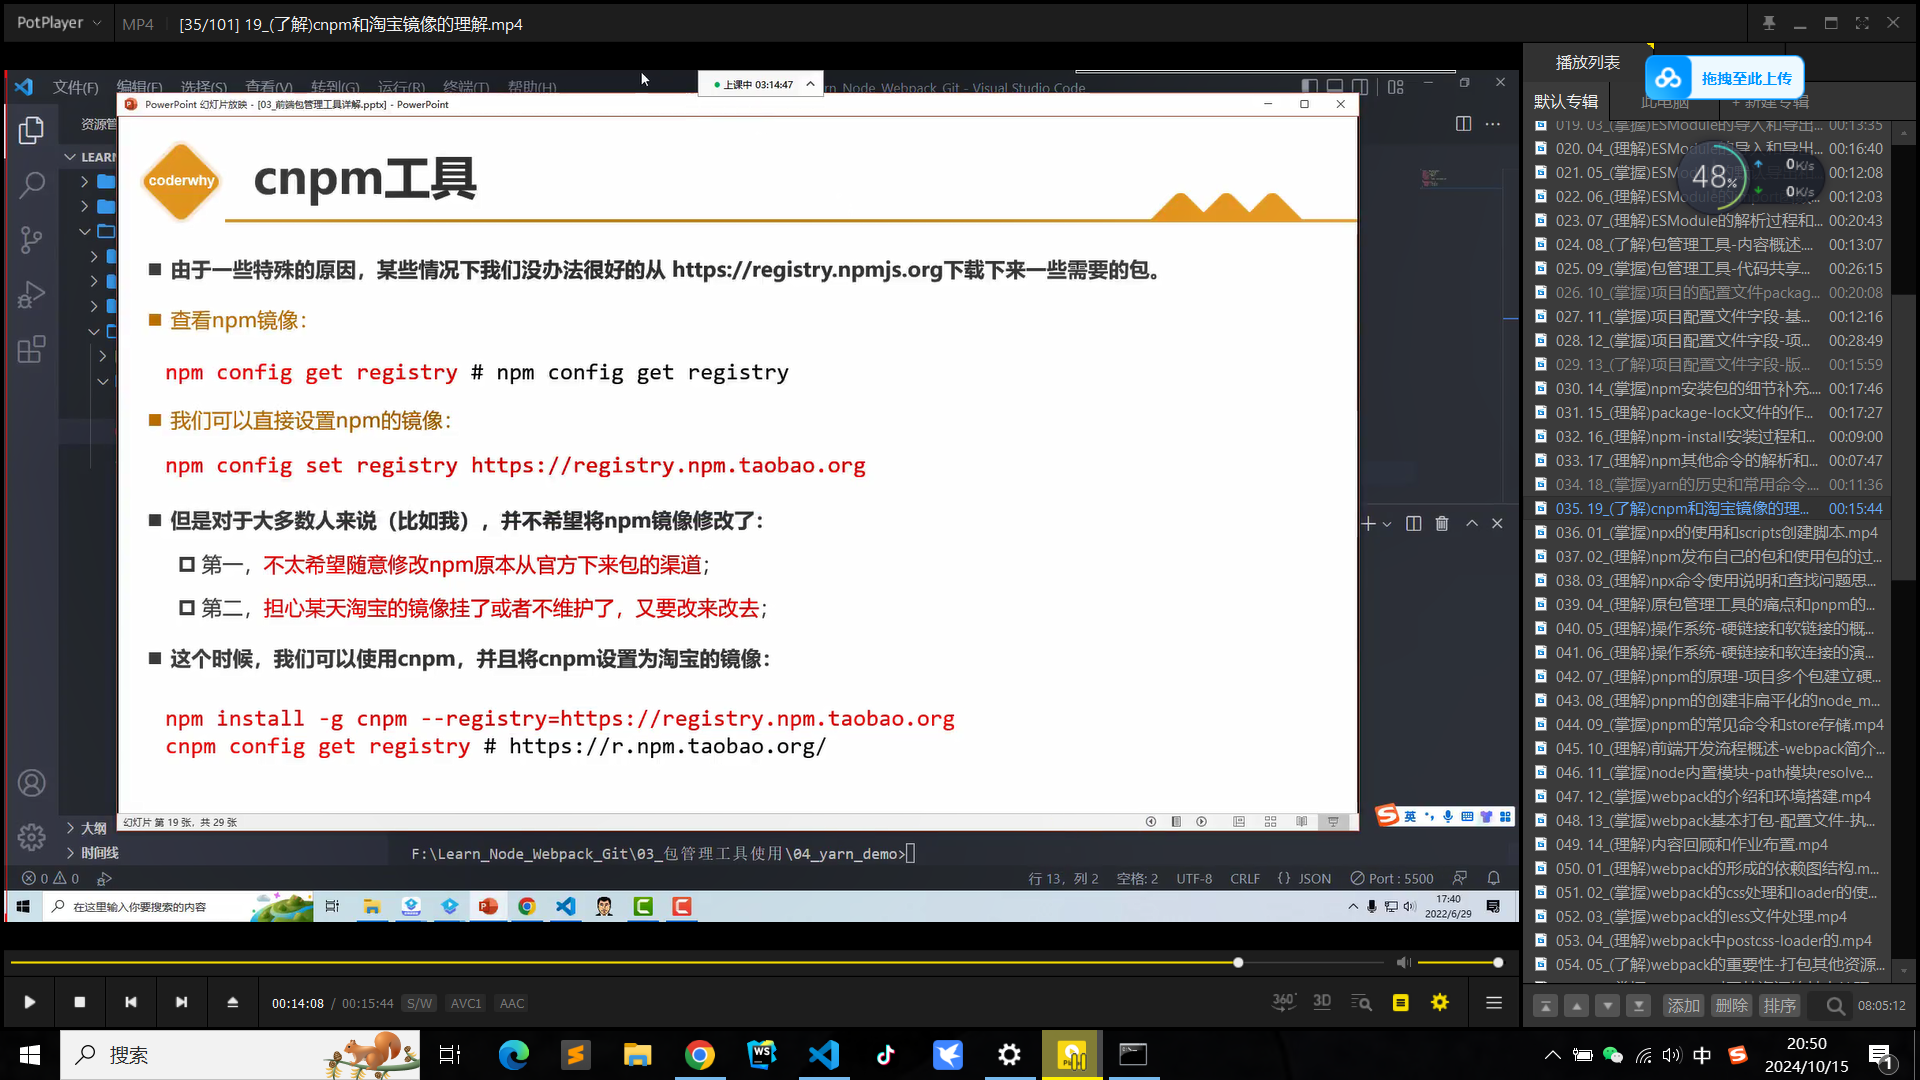 PotPlayer
MP4
[35/101] 19_(了解)cnpm和淘宝镜像的理解.mp4
文件(F) 编辑(E) 选择(S) 查看(V) 转到(G) 运行(R) 终端(T) 帮助(H)
上课中 03:14:47
rn_Node_Webpack_Git - Visual Studio Code
PowerPoint 幻灯片放映 - [03_前端包管理工具详解.pptx] - PowerPoint
资源管
LEARN
coderwhy
cnpm工具
由于一些特殊的原因，某些情况下我们没办法很好的从 https://registry.npmjs.org下载下来一些需要的包。
查看npm镜像：
npm config get registry # npm config get registry
我们可以直接设置npm的镜像：
npm config set registry https://registry.npm.taobao.org
但是对于大多数人来说（比如我），并不希望将npm镜像修改了：
第一，不太希望随意修改npm原本从官方下来包的渠道；
第二，担心某天淘宝的镜像挂了或者不维护了，又要改来改去；
这个时候，我们可以使用cnpm，并且将cnpm设置为淘宝的镜像：
npm install -g cnpm --registry=https://registry.npm.taobao.org
cnpm config get registry # https://r.npm.taobao.org/
幻灯片 第 19 张，共 29 张
英
大纲
时间线
F:\Learn_Node_Webpack_Git\03_包管理工具使用\04_yarn_demo>
0 0
行 13，列 2 空格: 2 UTF-8 CRLF {} JSON Port : 5500
在这里输入你要搜索的内容
17:40
2022/6/29
00:14:08 / 00:15:44 S/W AVC1 AAC
360° 3D
播放列表
拖拽至此上传
默认专辑 此电脑 + 新建专辑
48%
0K/s
0K/s
019. 03_(掌握)ESModule的导入和导出... 00:13:35
020. 04_(理解)ESModule的导入和导出... 00:16:40
021. 05_(掌握)ESModule的 00:12:08
022. 06_(理解)ESModule的 00:12:03
023. 07_(理解)ESModule的解析过程和... 00:20:43
024. 08_(了解)包管理工具-内容概述.... 00:13:07
025. 09_(掌握)包管理工具-代码共享... 00:26:15
026. 10_(掌握)项目的配置文件packag... 00:20:08
027. 11_(掌握)项目配置文件字段-基... 00:12:16
028. 12_(掌握)项目配置文件字段-项... 00:28:49
029. 13_(了解)项目配置文件字段-版... 00:15:59
030. 14_(掌握)npm安装包的细节补充.... 00:17:46
031. 15_(理解)package-lock文件的作... 00:17:27
032. 16_(理解)npm-install安装过程和... 00:09:00
033. 17_(理解)npm其他命令的解析和... 00:07:47
034. 18_(掌握)yarn的历史和常用命令.... 00:11:36
035. 19_(了解)cnpm和淘宝镜像的理... 00:15:44
036. 01_(掌握)npx的使用和scripts创建脚本.mp4
037. 02_(理解)npm发布自己的包和使用包的过...
038. 03_(理解)npx命令使用说明和查找问题思...
039. 04_(理解)原包管理工具的痛点和pnpm的...
040. 05_(理解)操作系统-硬链接和软链接的概...
041. 06_(理解)操作系统-硬链接和软连接的演...
042. 07_(理解)pnpm的原理-项目多个包建立硬...
043. 08_(理解)pnpm的创建非扁平化的node_m...
044. 09_(掌握)pnpm的常见命令和store存储.mp4
045. 10_(理解)前端开发流程概述-webpack简介...
046. 11_(掌握)node内置模块-path模块resolve...
047. 12_(掌握)webpack的介绍和环境搭建.mp4
048. 13_(掌握)webpack基本打包-配置文件-执...
049. 14_(理解)内容回顾和作业布置.mp4
050. 01_(理解)webpack的形成的依赖图结构.m...
051. 02_(掌握)webpack的css处理和loader的使...
052. 03_(掌握)webpack的less文件处理.mp4
053. 04_(理解)webpack中postcss-loader的.mp4
054. 05_(了解)webpack的重要性-打包其他资源...
添加 删除 排序 08:05:12
搜索
中
20:50
2024/10/15
1